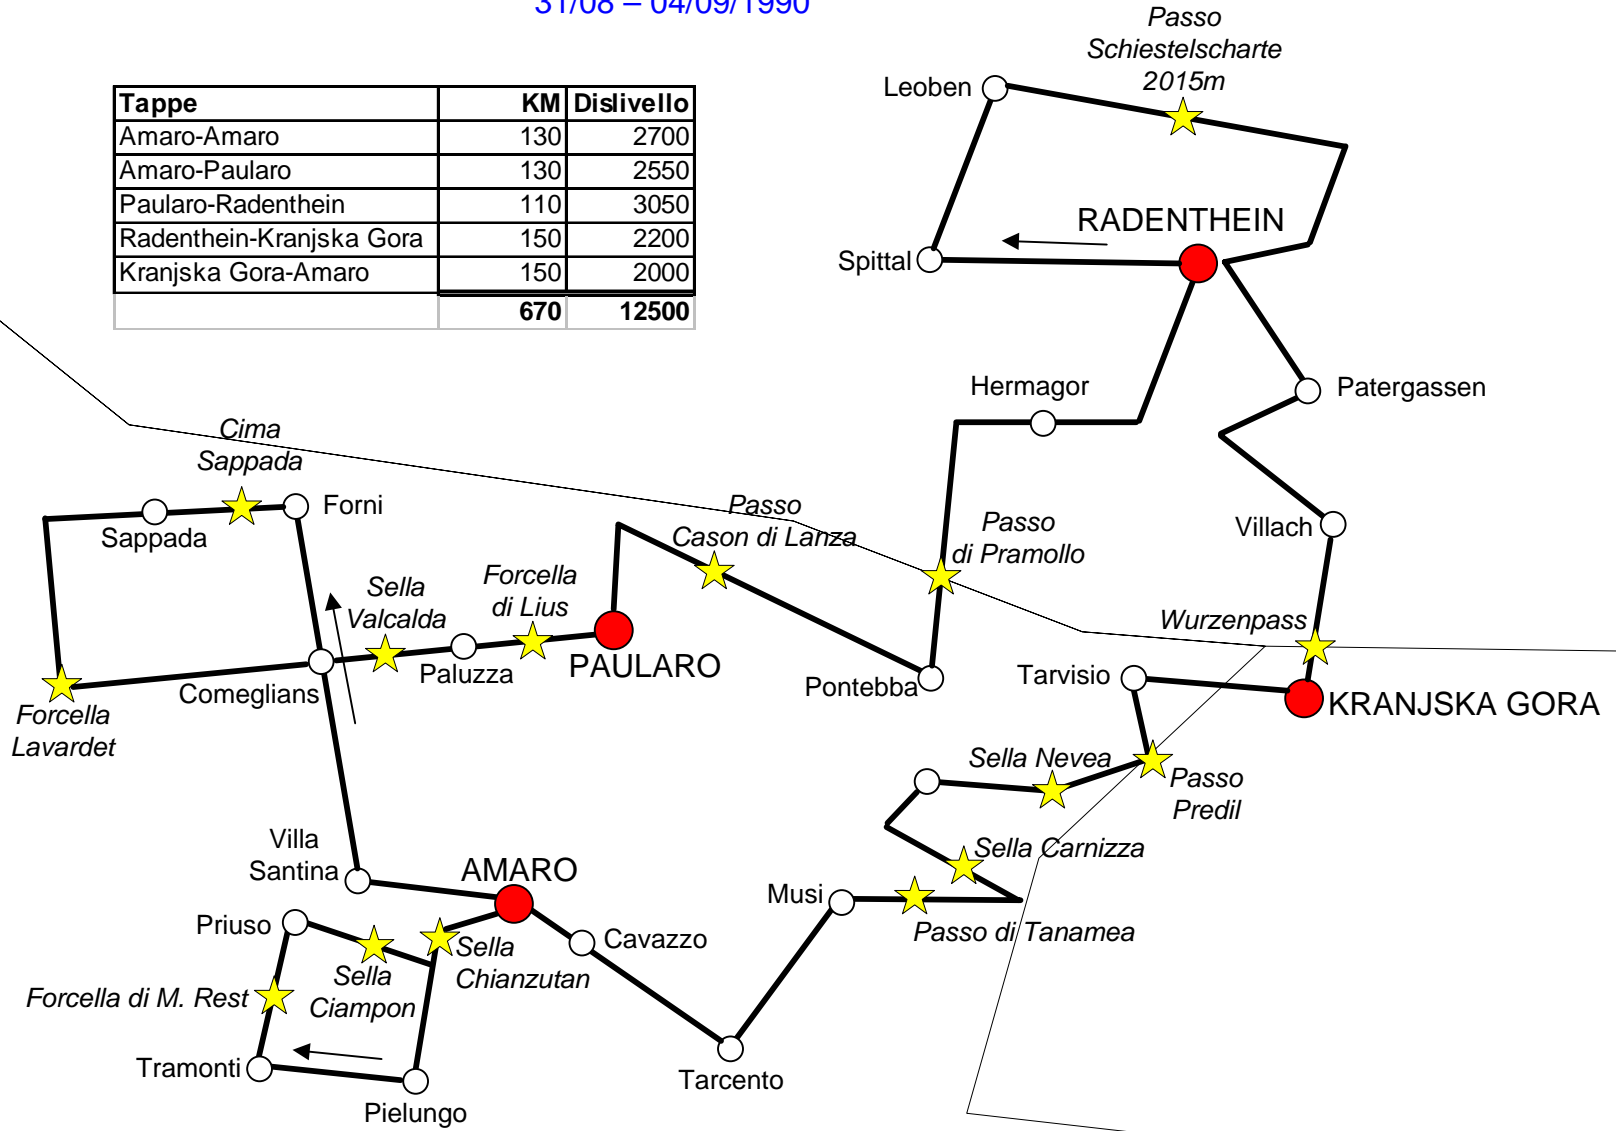 31/08 – 04/09/1990
Passo
Schiestelscharte
2015m
Tappe KM Dislivello
Amaro-Amaro 130 2700
Amaro-Paularo 130 2550
Paularo-Radenthein 110 3050
Radenthein-Kranjska Gora 150 2200
Kranjska Gora-Amaro 150 2000
670 12500
Leoben
RADENTHEIN
Spittal
Hermagor
Patergassen
Cima
Sappada
Forni
Sappada
Passo
Cason di Lanza
Passo
di Pramollo
Villach
Sella
Valcalda
Forcella
di Lius
Wurzenpass
Paluzza
PAULARO
Comeglians
Pontebba
Tarvisio
KRANJSKA GORA
Forcella
Lavardet
Sella Nevea
Passo
Predil
Villa
Santina
AMARO
Sella Carnizza
Musi
Passo di Tanamea
Priuso
Cavazzo
Sella
Chianzutan
Sella
Ciampon
Forcella di M. Rest
Tramonti
Tarcento
Pielungo